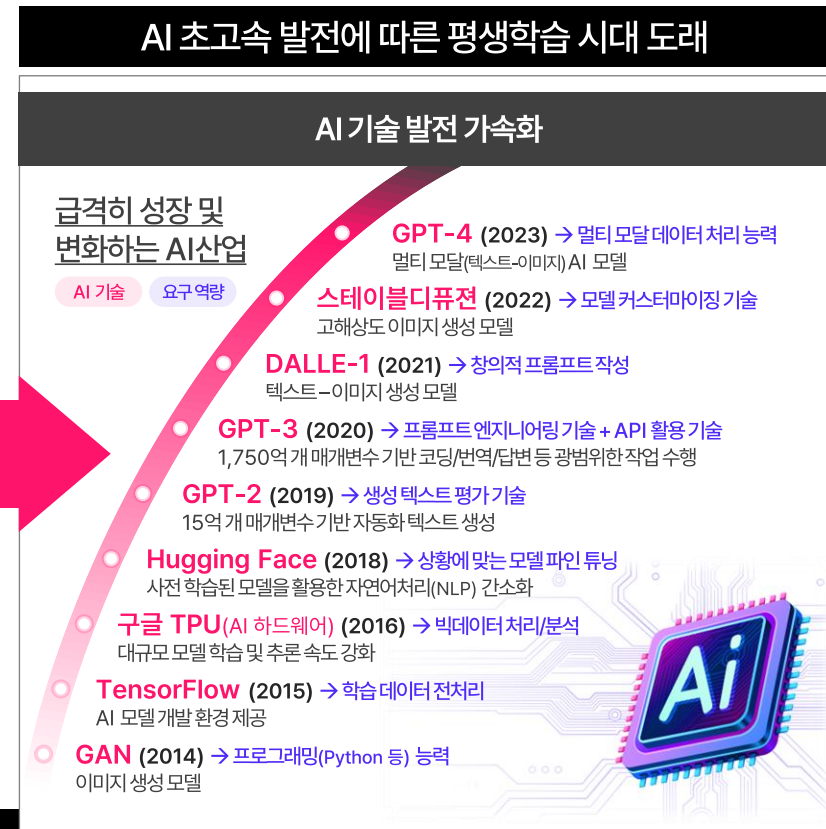 AI 초고속 발전에 따른 평생학습 시대 도래
AI 기술 발전 가속화
급격히 성장 및
변화하는 AI산업
AI 기술 요구 역량
GPT-4 (2023) → 멀티 모달 데이터 처리 능력
멀티 모달(텍스트-이미지) AI 모델
스테이블디퓨젼 (2022) → 모델 커스터마이징 기술
고해상도 이미지 생성 모델
DALLE-1 (2021) → 창의적 프롬프트 작성
텍스트–이미지 생성 모델
GPT-3 (2020) → 프롬프트 엔지니어링 기술 + API 활용 기술
1,750억 개 매개변수 기반 코딩/번역/답변 등 광범위한 작업 수행
GPT-2 (2019) → 생성 텍스트 평가 기술
15억 개 매개변수 기반 자동화 텍스트 생성
Hugging Face (2018) → 상황에 맞는 모델 파인 튜닝
사전 학습된 모델을 활용한 자연어처리(NLP) 간소화
구글 TPU(AI 하드웨어) (2016) → 빅데이터 처리/분석
대규모 모델 학습 및 추론 속도 강화
TensorFlow (2015) → 학습 데이터 전처리
AI 모델 개발 환경 제공
GAN (2014) → 프로그래밍(Python 등) 능력
이미지 생성 모델
Ai